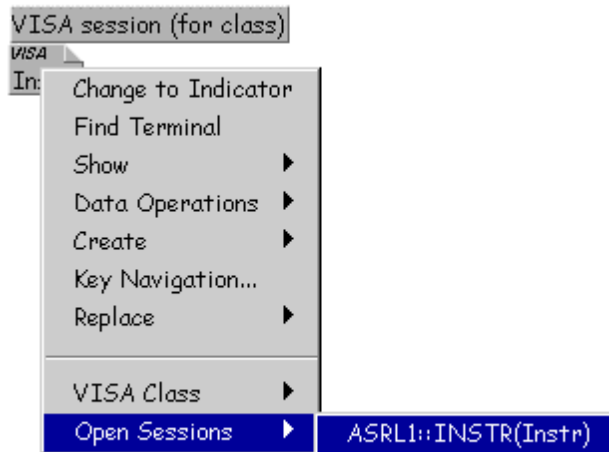 VISA session (for class)
VISA
In
Change to Indicator
Find Terminal
Show
Data Operations
Create
Key Navigation...
Replace
VISA Class
Open Sessions
ASRL1::INSTR(Instr)